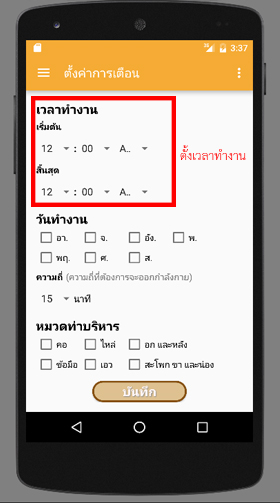 3:37
ตั้งค่าการเตือน
เวลาทำงาน
เริ่มต้น
12 : 00 A..
ตั้งเวลาทำงาน
สิ้นสุด
12 : 00 A..
วันทำงาน
อา. จ. อัง. พ.
พฤ. ศ. ส.
ความถี่ (ความถี่ที่ต้องการจะออกกำลังกาย)
15 นาที
หมวดท่าบริหาร
คอ ไหล่ อก และหลัง
ข้อมือ เอว สะโพก ขา และน่อง
บันทึก